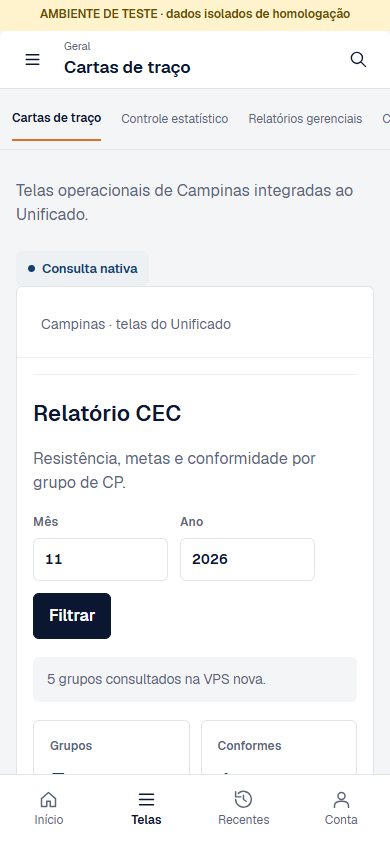 AMBIENTE DE TESTE · dados isolados de homologação
Geral
Cartas de traço
Cartas de traço
Controle estatístico
Relatórios gerenciais
Telas operacionais de Campinas integradas ao
Unificado.
Consulta nativa
Campinas · telas do Unificado
Relatório CEC
Resistência, metas e conformidade por
grupo de CP.
Mês
Ano
11
2026
Filtrar
5 grupos consultados na VPS nova.
Grupos
Conformes
Início
Telas
Recentes
Conta